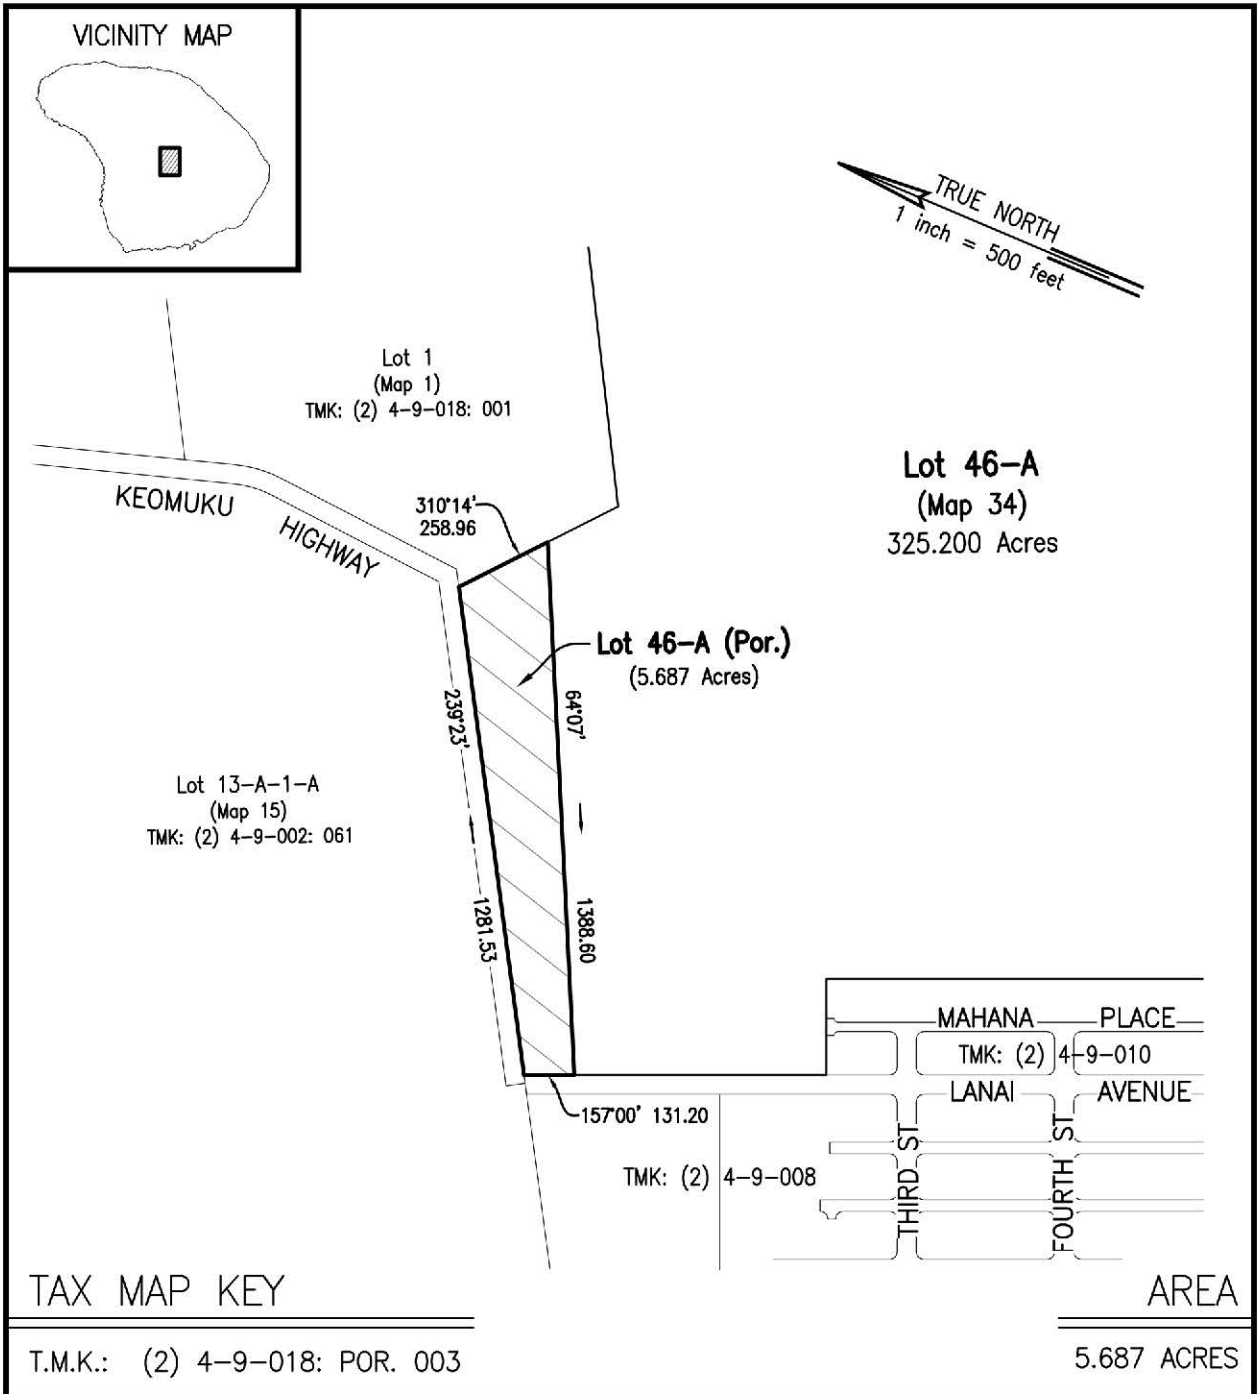 VICINITY MAP
TRUE NORTH
1 inch = 500 feet
Lot 1
(Map 1)
TMK: (2) 4-9-018: 001
KEOMUKU
HIGHWAY
310°14'
258.96
Lot 46-A
(Map 34)
325.200 Acres
Lot 46-A (Por.)
(5.687 Acres)
239°23'
64°07'
Lot 13-A-1-A
(Map 15)
TMK: (2) 4-9-002: 061
1281.53
1388.60
MAHANA PLACE
TMK: (2) 4-9-010
LANAI AVENUE
157°00' 131.20
TMK: (2) 4-9-008
THIRD ST
FOURTH ST
TAX MAP KEY
AREA
T.M.K.: (2) 4-9-018: POR. 003
5.687 ACRES